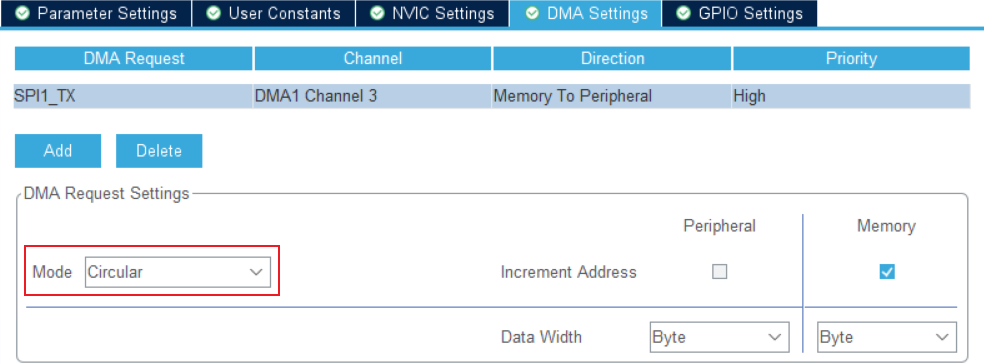 Parameter Settings User Constants NVIC Settings DMA Settings GPIO Settings
DMA Request Channel Direction Priority
SPI1_TX DMA1 Channel 3 Memory To Peripheral High
Add Delete
DMA Request Settings
Peripheral Memory
Mode Circular Increment Address
Data Width Byte Byte